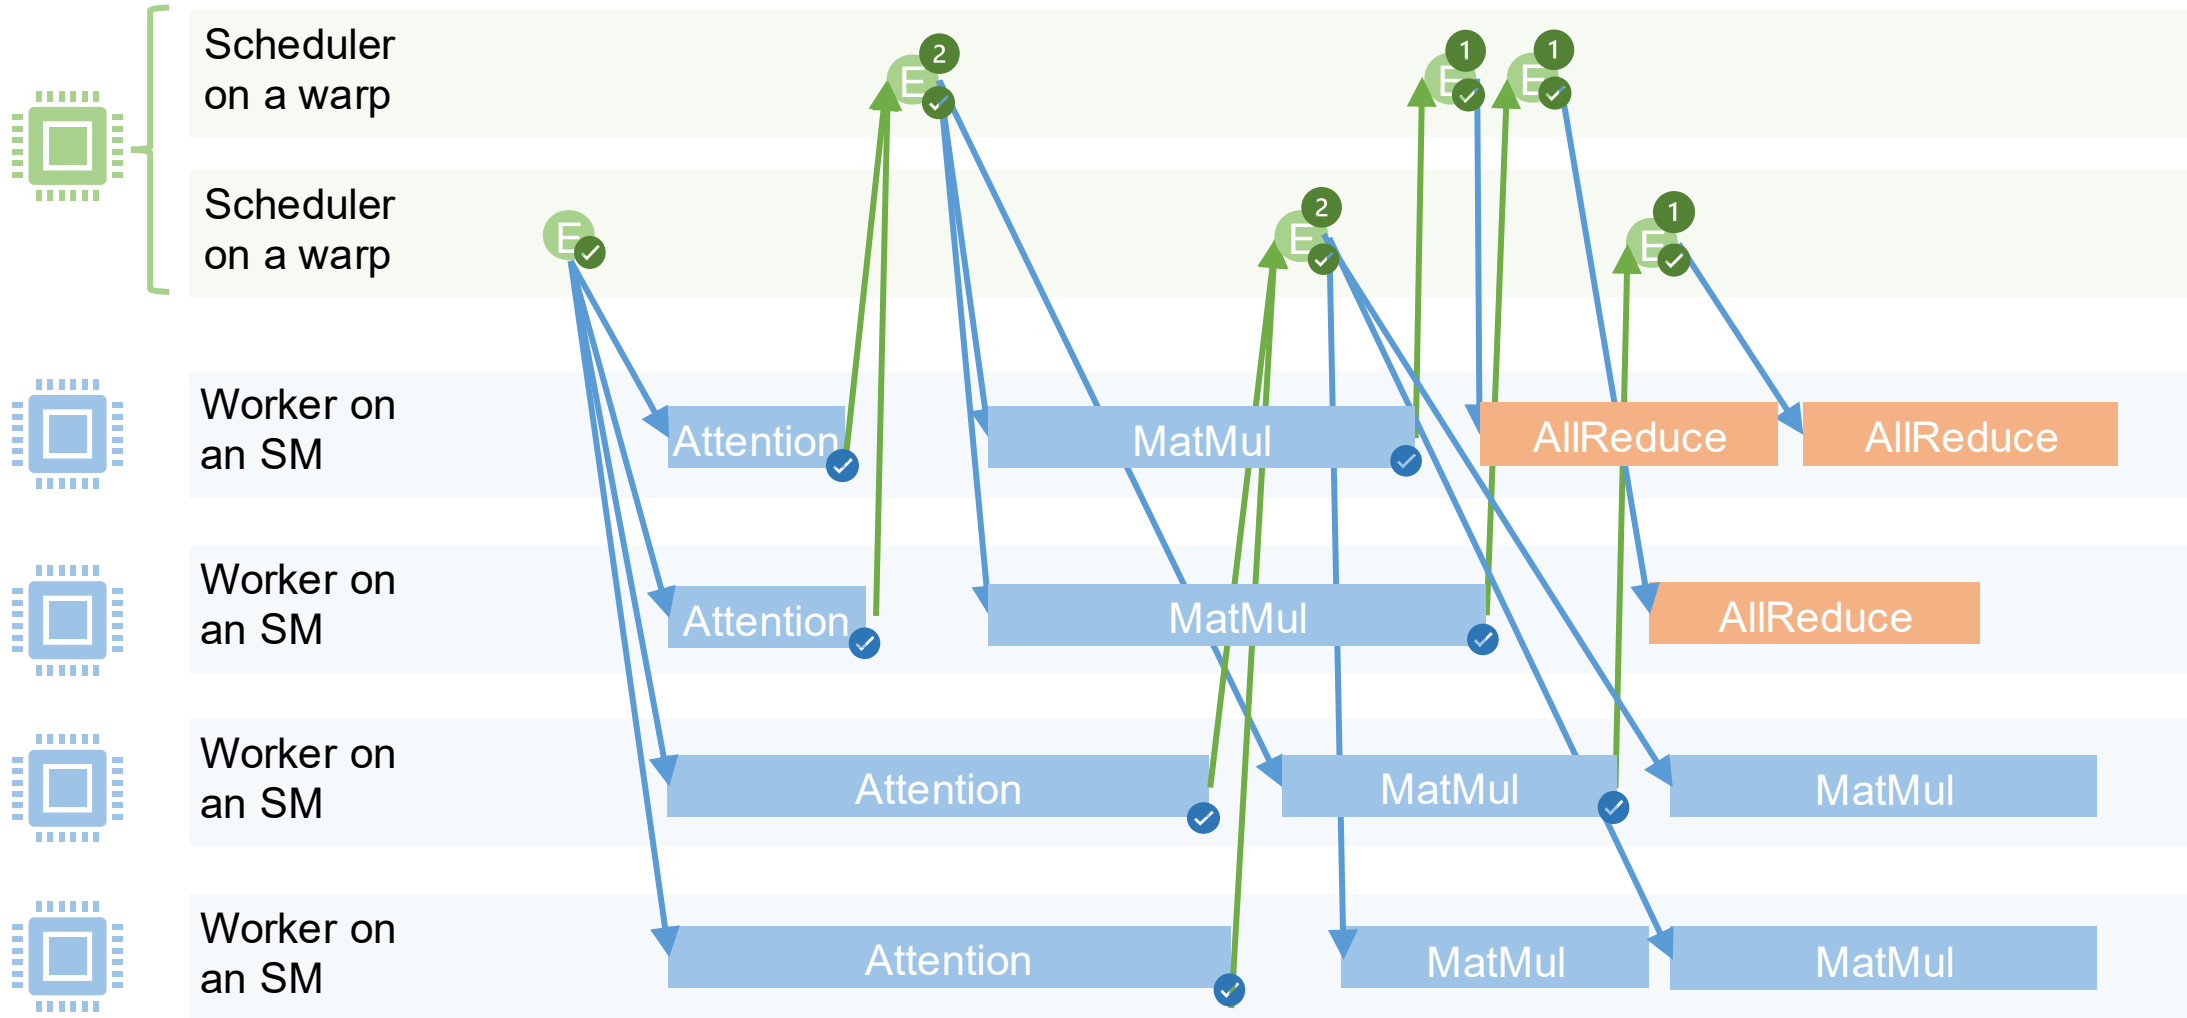 Scheduler
on a warp
E
2
E
1
E
1
Scheduler
on a warp
E
E
2
E
1
Worker on
an SM
Attention
MatMul
AllReduce
AllReduce
Worker on
an SM
Attention
MatMul
AllReduce
Worker on
an SM
Attention
MatMul
MatMul
Worker on
an SM
Attention
MatMul
MatMul